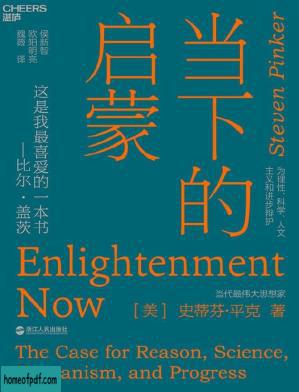 CHEERS
湛庐
侯新智
欧阳明亮
魏薇 译
当下的
启蒙
Steven Pinker
为理性、科学、人文
主义和进步辩护
这是我最喜爱的一本书
——比尔·盖茨
Enlightenment
Now
当代最伟大思想家
[美] 史蒂芬·平克 著
浙江人民出版社
The Case for Reason, Science,
anism, and Progress
homeofpdf.com